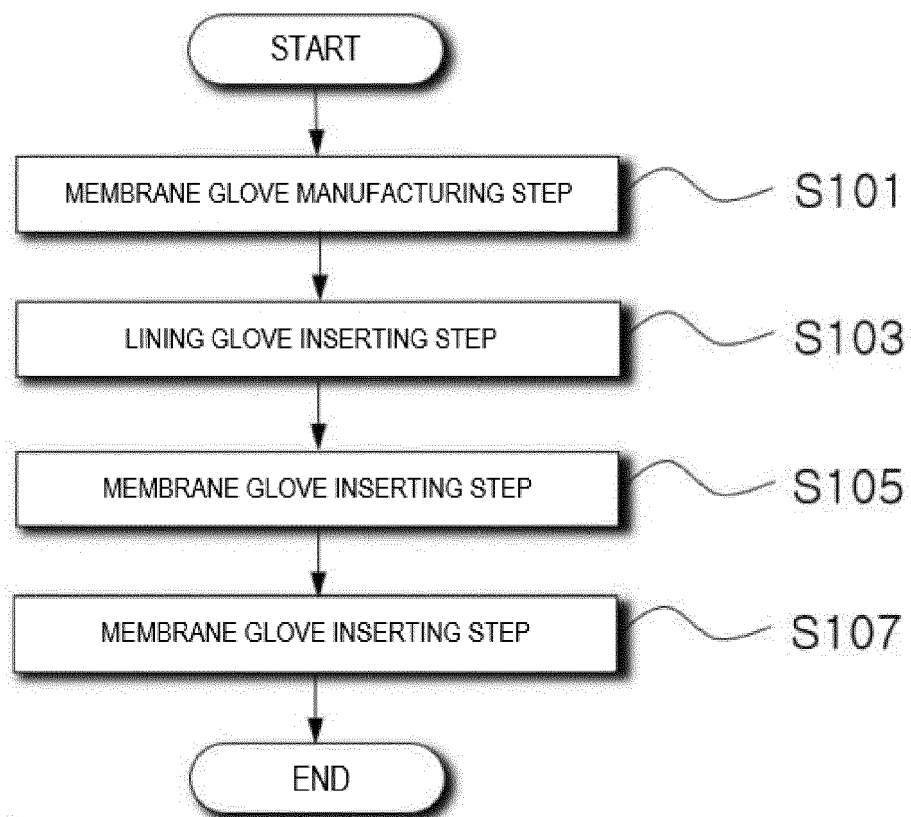 START
MEMBRANE GLOVE MANUFACTURING STEP
S101
LINING GLOVE INSERTING STEP
S103
MEMBRANE GLOVE INSERTING STEP
S105
MEMBRANE GLOVE INSERTING STEP
S107
END